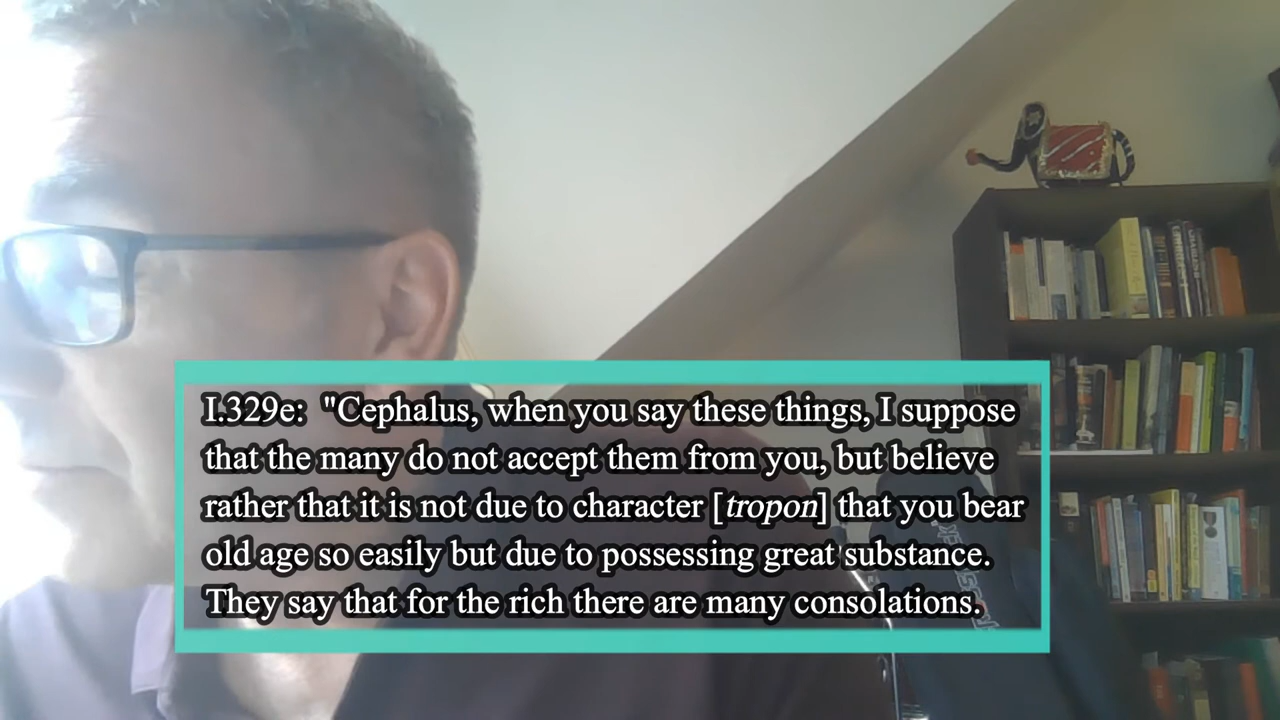 I.329e: "Cephalus, when you say these things, I suppose
that the many do not accept them from you, but believe
rather that it is not due to character [tropon] that you bear
old age so easily but due to possessing great substance.
They say that for the rich there are many consolations.